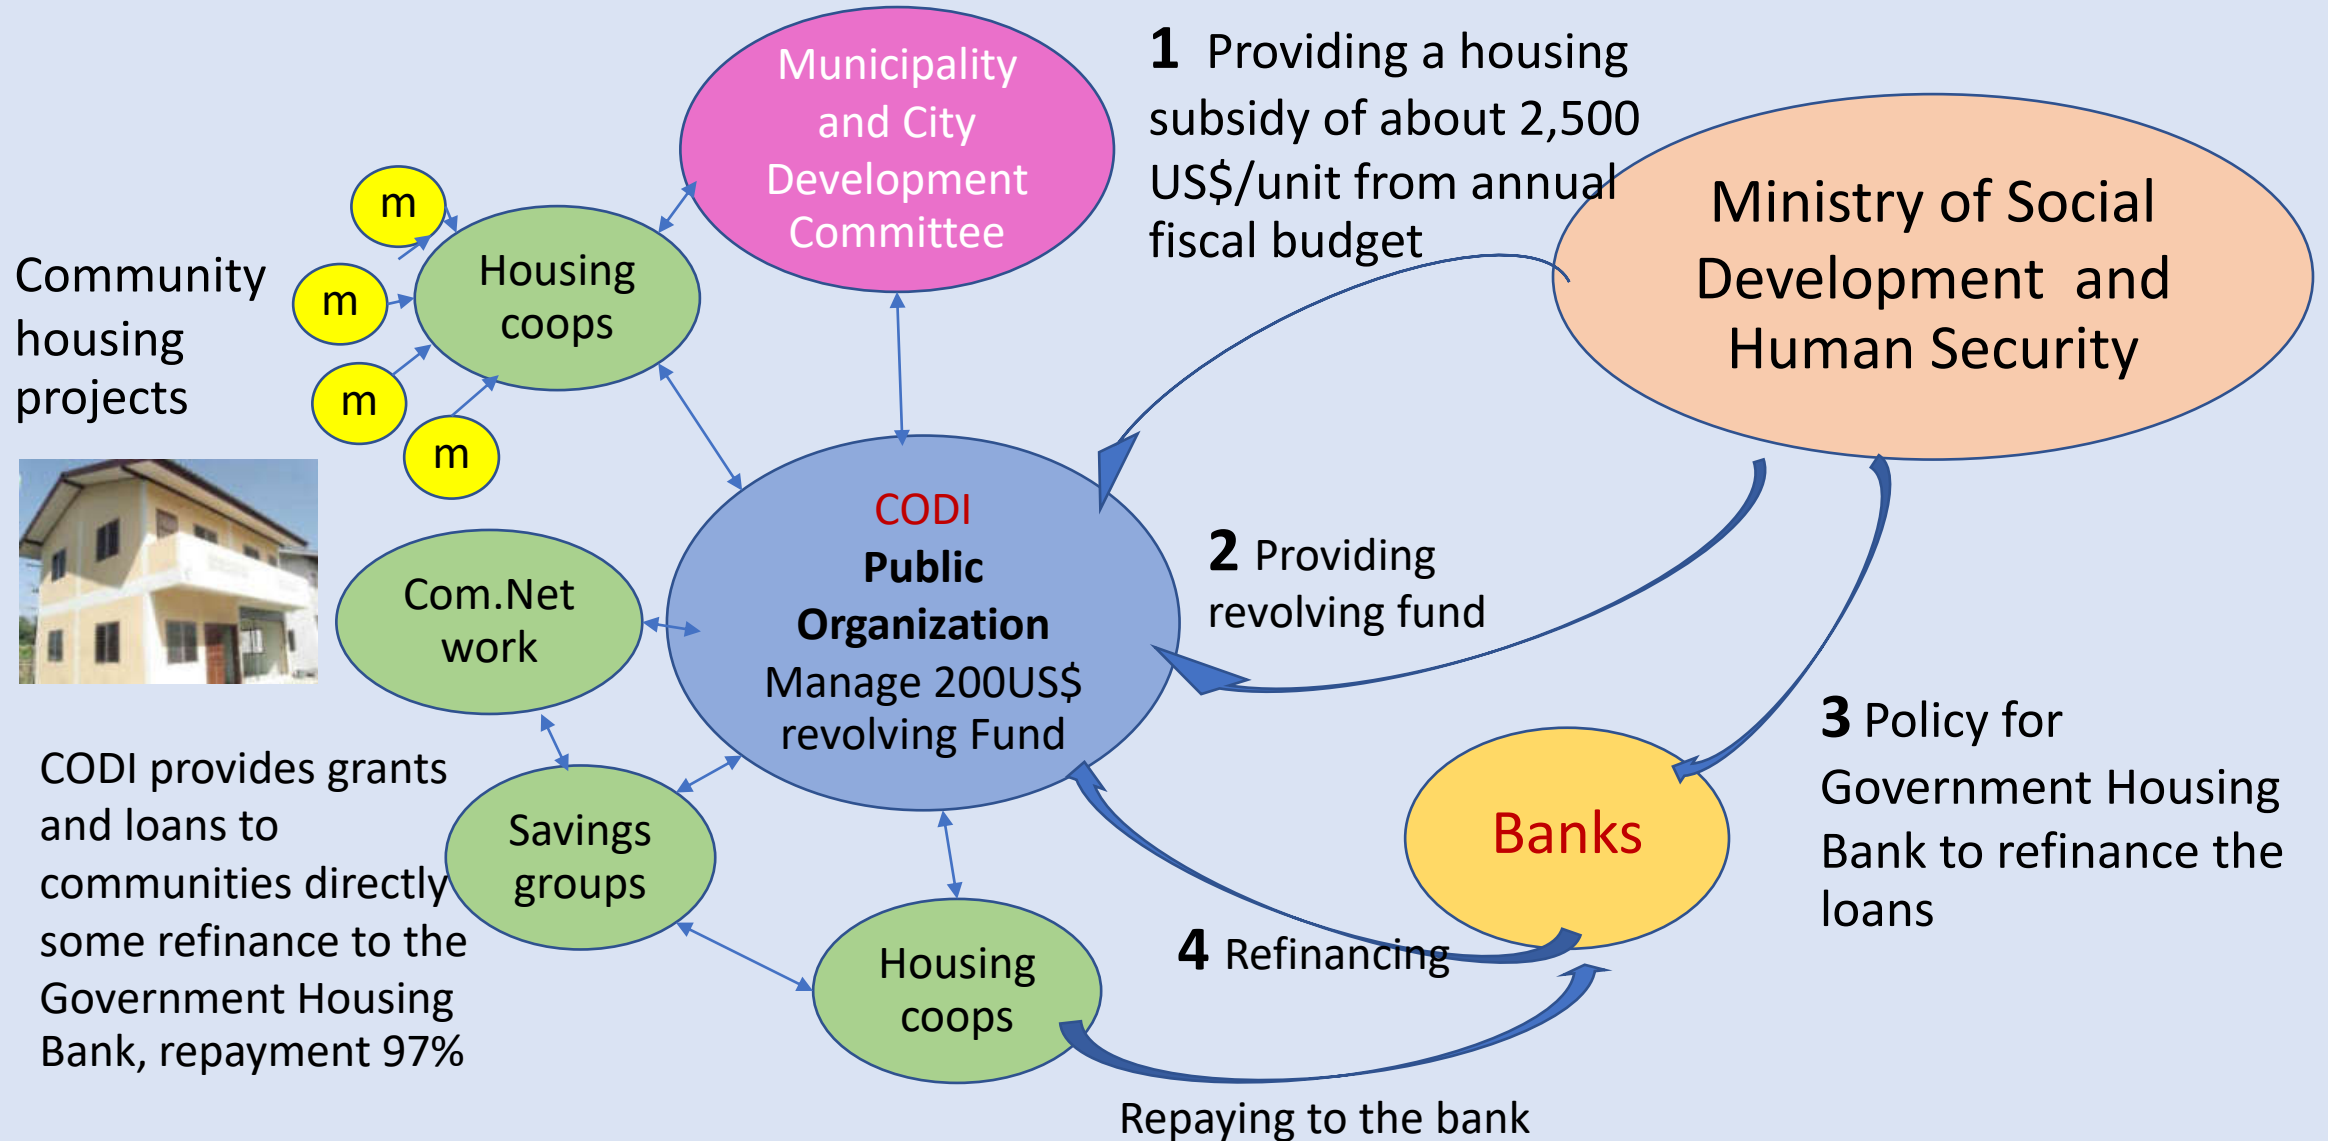 Municipality
and City
Development
Committee
1 Providing a housing
subsidy of about 2,500
US$/unit from annual
fiscal budget
Ministry of Social
Development and
Human Security
Community
housing
projects
m
m
m
m
Housing
coops
CODI
Public
Organization
Manage 200US$
revolving Fund
2 Providing
revolving fund
Com.Net
work
3 Policy for
Government Housing
Bank to refinance the
loans
Banks
CODI provides grants
and loans to
communities directly
some refinance to the
Government Housing
Bank, repayment 97%
Savings
groups
4 Refinancing
Housing
coops
Repaying to the bank